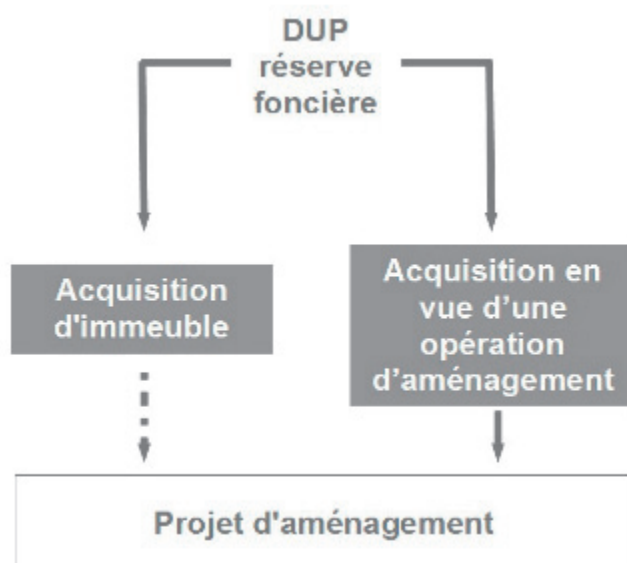 DUP
réserve
foncière
Acquisition
d'immeuble
Acquisition en
vue d’une
opération
d’aménagement
Projet d'aménagement